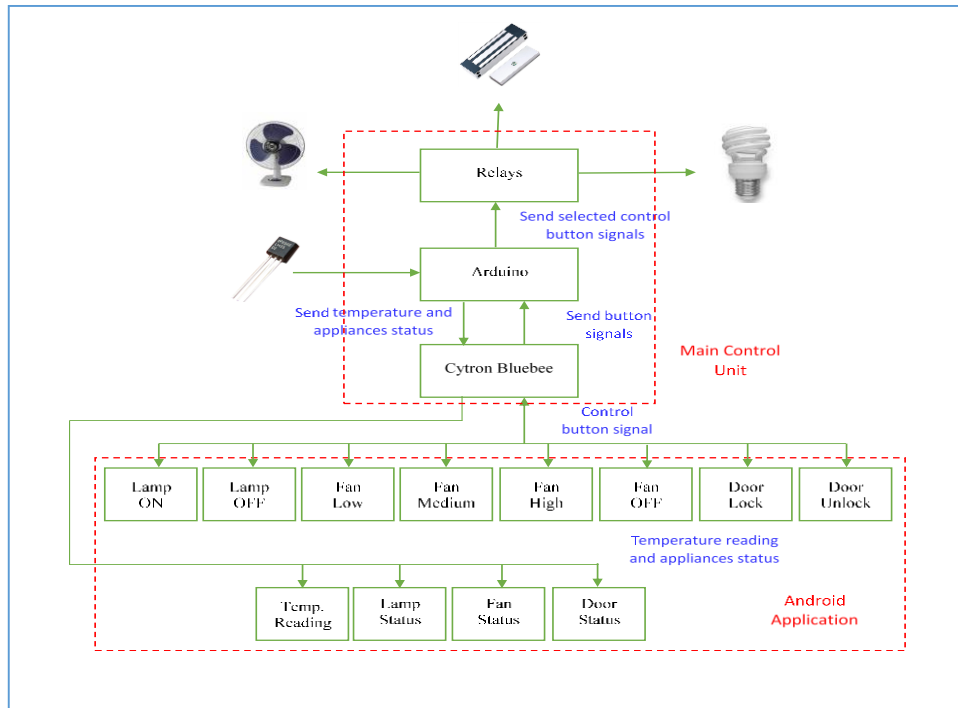 Relays
Send selected control
button signals
Arduino
Send temperature and
appliances status
Send button
signals
Cytron Bluebee
Main Control
Unit
Control
button signal
Lamp
ON
Lamp
OFF
Fan
Low
Fan
Medium
Fan
High
Fan
OFF
Door
Lock
Door
Unlock
Temperature reading
and appliances status
Temp.
Reading
Lamp
Status
Fan
Status
Door
Status
Android
Application